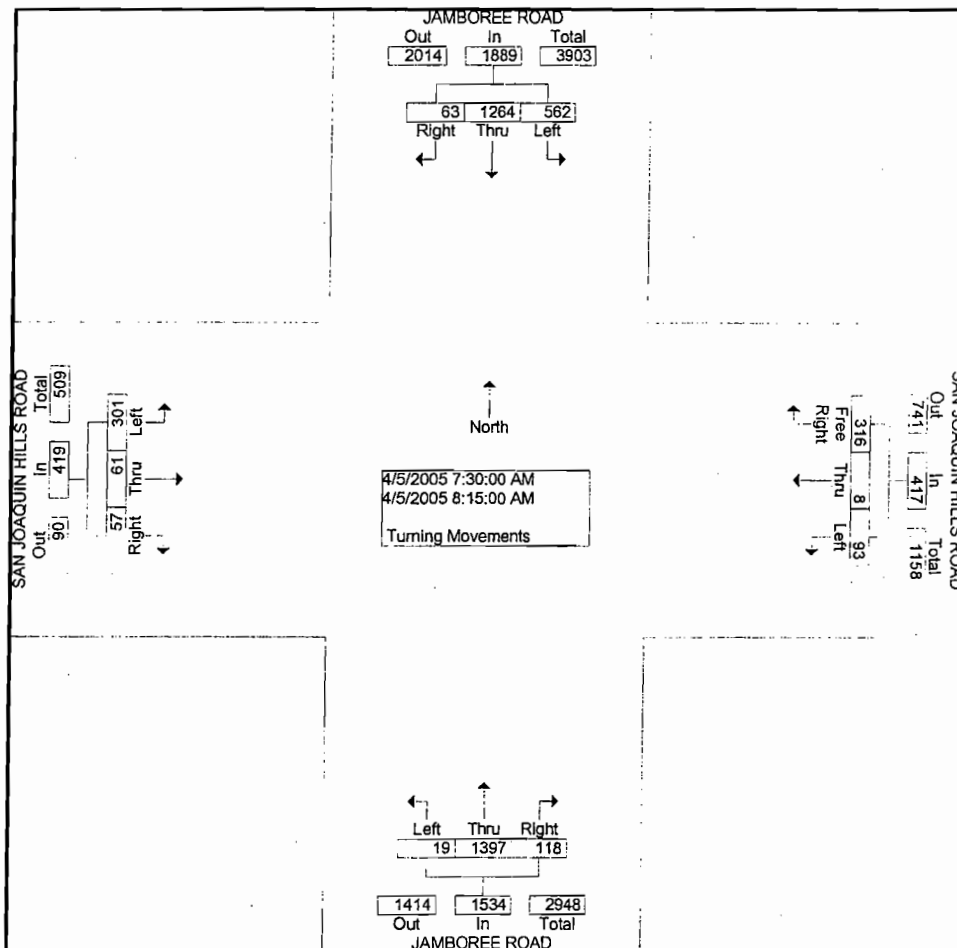 JAMBOREE ROAD
Out In Total
2014 1889 3903
63 1264 562
Right Thru Left
SAN JOAQUIN HILLS ROAD
Total In Out
509 419 90
301 61 57
Left Thru Right
North
4/5/2005 7:30:00 AM
4/5/2005 8:15:00 AM
Turning Movements
Free Right Thru Left
316 8 93
Out In Total
741 417 1158
SAN JOAQUIN HILLS ROAD
Left Thru Right
19 1397 118
1414 1534 2948
Out In Total
JAMBOREE ROAD